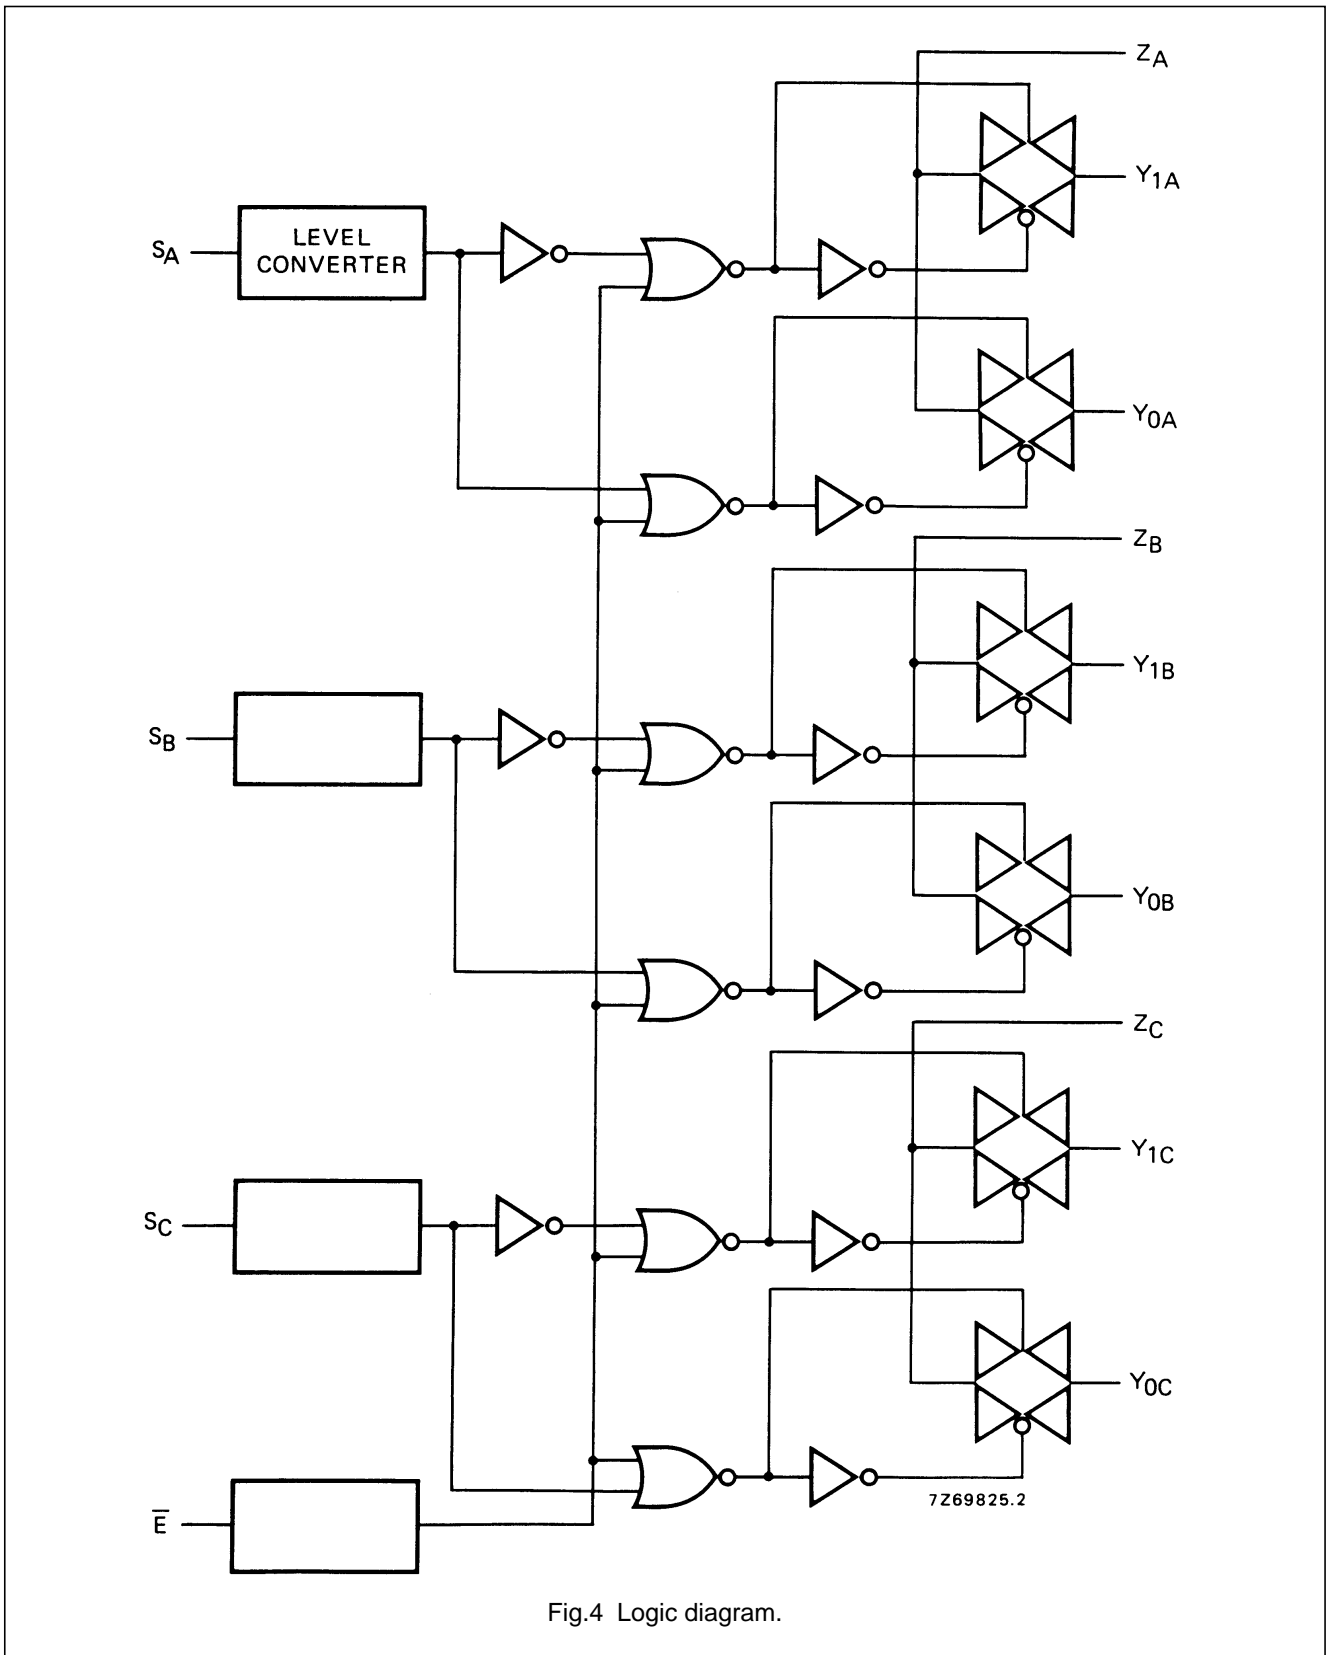 Z_A
Y_1A
S_A
LEVEL
CONVERTER
Y_0A
Z_B
Y_1B
S_B
Y_0B
Z_C
Y_1C
S_C
Y_0C
7Z69825.2
E̅
Fig.4 Logic diagram.